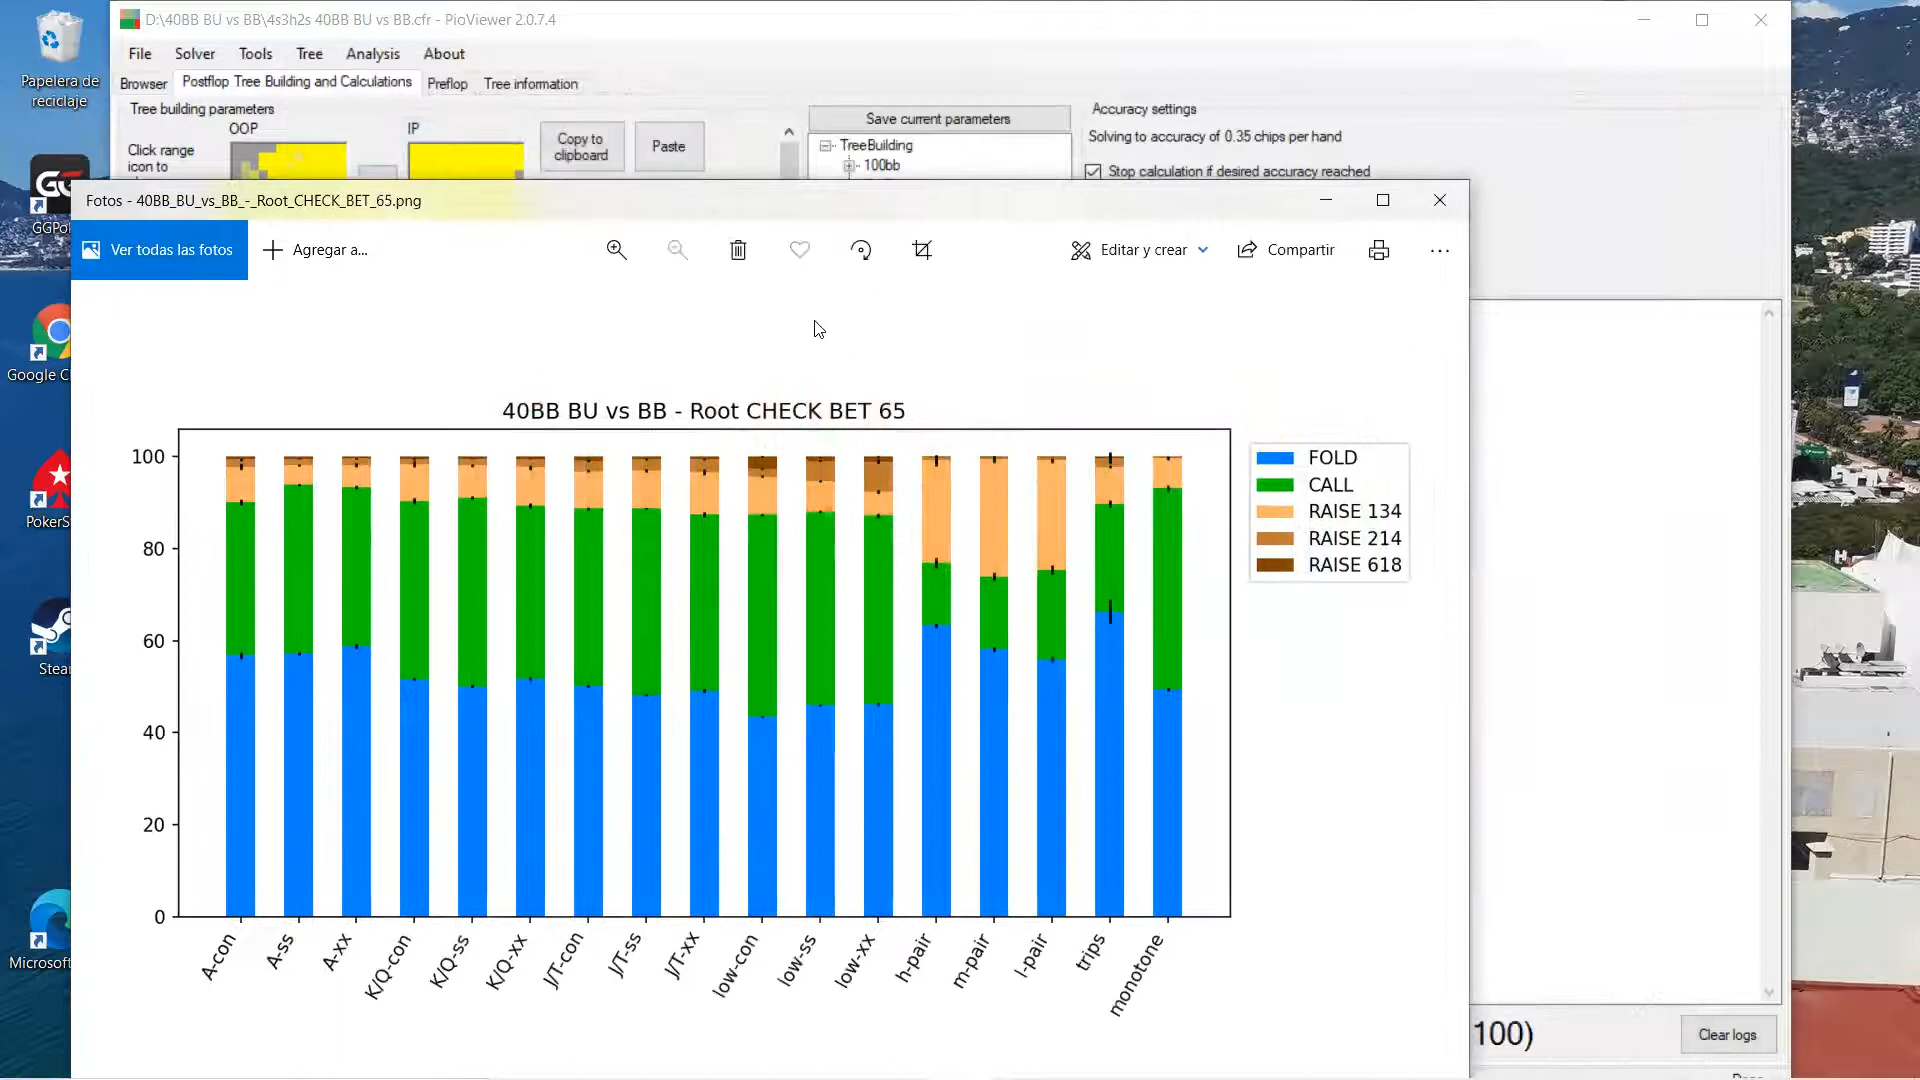 Papelera de
reciclaje
D:\40BB BU vs BB\4s3h2s 40BB BU vs BB.cfr - PioViewer 2.0.7.4
File Solver Tools Tree Analysis About
Browser Postflop Tree Building and Calculations Preflop Tree information
Tree building parameters
OOP IP
Click range
icon to
Copy to
clipboard
Paste
Save current parameters
TreeBuilding
100bb
Accuracy settings
Solving to accuracy of 0.35 chips per hand
Stop calculation if desired accuracy reached
Fotos - 40BB_BU_vs_BB_-_Root_CHECK_BET_65.png
Ver todas las fotos
Agregar a...
Editar y crear
Compartir
40BB BU vs BB - Root CHECK BET 65
100
80
60
40
20
0
A-con
A-ss
A-xx
K/Q-con
K/Q-ss
K/Q-xx
J/T-con
J/T-ss
J/T-xx
low-con
low-ss
low-xx
h-pair
m-pair
l-pair
trips
monotone
FOLD
CALL
RAISE 134
RAISE 214
RAISE 618
100)
Clear logs